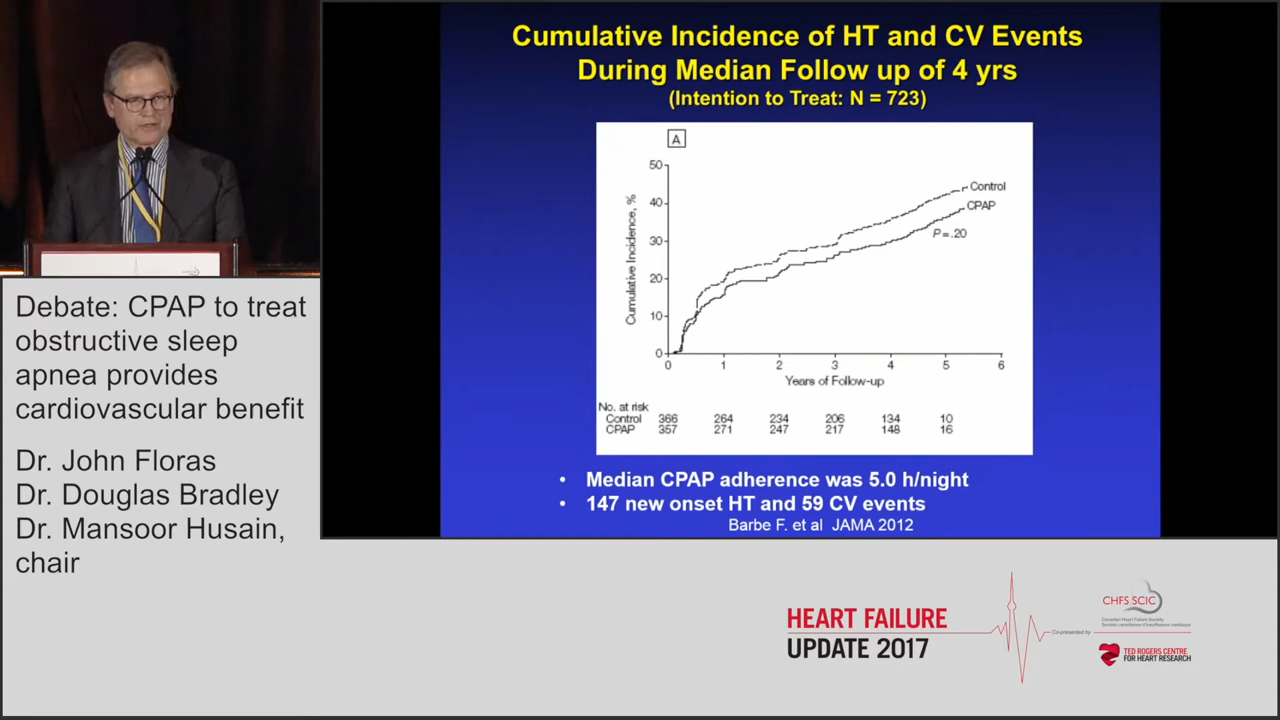 Cumulative Incidence of HT and CV Events
During Median Follow up of 4 yrs
(Intention to Treat: N = 723)
A
50
40
30
20
10
0
Cumulative Incidence, %
Control
CPAP
P=.20
0 1 2 3 4 5 6
Years of Follow-up
No. at risk
Control 366 264 234 206 134 10
CPAP 357 271 247 217 148 16
• Median CPAP adherence was 5.0 h/night
• 147 new onset HT and 59 CV events
Barbe F. et al JAMA 2012
Debate: CPAP to treat
obstructive sleep
apnea provides
cardiovascular benefit
Dr. John Floras
Dr. Douglas Bradley
Dr. Mansoor Husain,
chair
HEART FAILURE
UPDATE 2017
Co-presented by
CHFS/SCIC
Canadian Heart Failure Society
Société canadienne d'insuffisance cardiaque
TED ROGERS CENTRE
FOR HEART RESEARCH